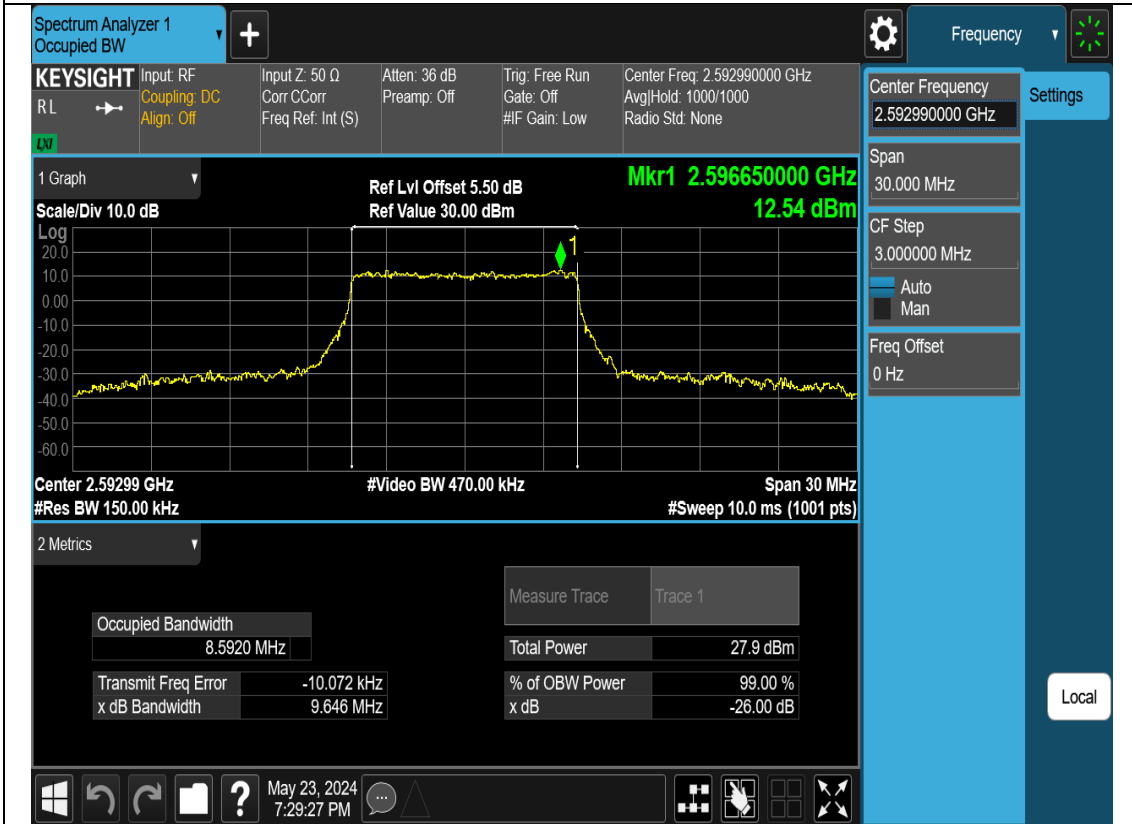 Spectrum Analyzer 1
Occupied BW
Frequency
KEYSIGHT
RL
LXI
Input: RF
Coupling: DC
Align: Off
Input Z: 50 Ω
Corr CCorr
Freq Ref: Int (S)
Atten: 36 dB
Preamp: Off
Trig: Free Run
Gate: Off
#IF Gain: Low
Center Freq: 2.592990000 GHz
Avg|Hold: 1000/1000
Radio Std: None
Center Frequency
2.592990000 GHz
Settings
Span
30.000 MHz
CF Step
3.000000 MHz
Auto
Man
Freq Offset
0 Hz
Local
1 Graph
Scale/Div 10.0 dB
Ref Lvl Offset 5.50 dB
Ref Value 30.00 dBm
Mkr1 2.596650000 GHz
12.54 dBm
Log
20.0
10.0
0.00
-10.0
-20.0
-30.0
-40.0
-50.0
-60.0
1
Center 2.59299 GHz
#Video BW 470.00 kHz
Span 30 MHz
#Res BW 150.00 kHz
#Sweep 10.0 ms (1001 pts)
2 Metrics
Measure Trace Trace 1
Occupied Bandwidth
8.5920 MHz
Total Power 27.9 dBm
Transmit Freq Error -10.072 kHz
% of OBW Power 99.00 %
x dB Bandwidth 9.646 MHz
x dB -26.00 dB
?
May 23, 2024
7:29:27 PM